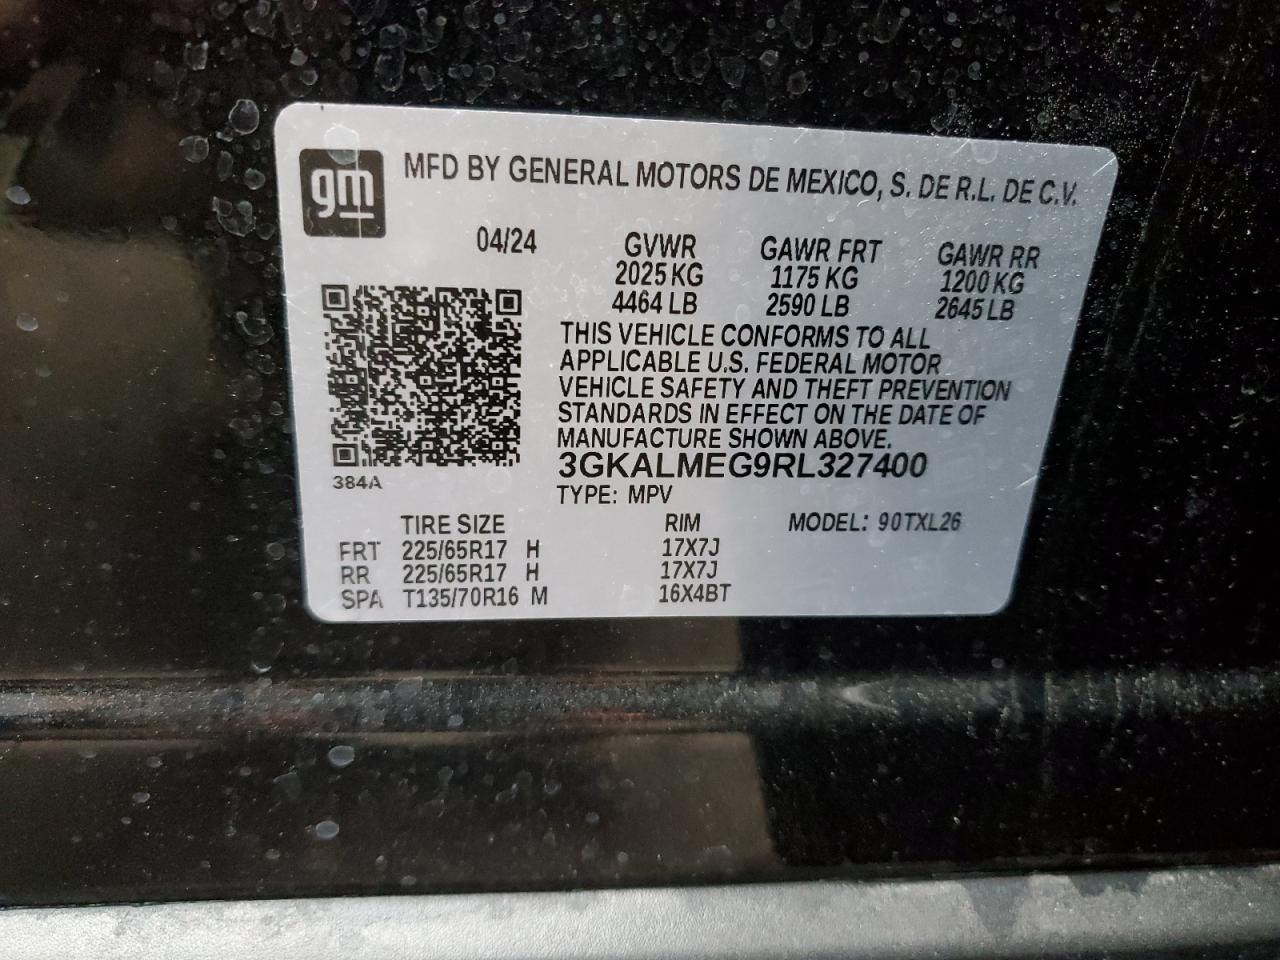 gm
MFD BY GENERAL MOTORS DE MEXICO, S. DE R.L. DE C.V.
04/24
GVWR GAWR FRT GAWR RR
2025 KG 1175 KG 1200 KG
4464 LB 2590 LB 2645 LB
THIS VEHICLE CONFORMS TO ALL
APPLICABLE U.S. FEDERAL MOTOR
VEHICLE SAFETY AND THEFT PREVENTION
STANDARDS IN EFFECT ON THE DATE OF
MANUFACTURE SHOWN ABOVE.
3GKALMEG9RL327400
384A
TYPE: MPV
TIRE SIZE RIM MODEL: 90TXL26
FRT 225/65R17 H 17X7J
RR 225/65R17 H 17X7J
SPA T135/70R16 M 16X4BT